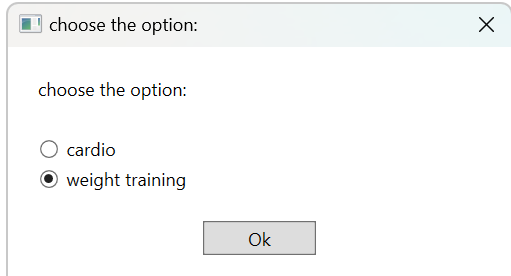 choose the option:
choose the option:
cardio
weight training
Ok